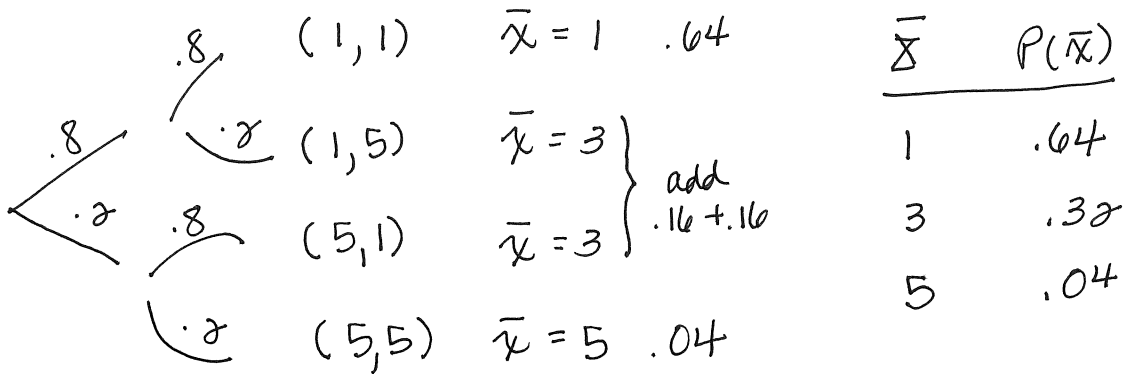 .8 (1,1) x̄ = 1 .64 X̄ P(x̄)
.8 .2 (1,5) x̄ = 3 1 .64
add
.2 .8 (5,1) x̄ = 3 .16 + .16 3 .32
5 .04
.2 (5,5) x̄ = 5 .04